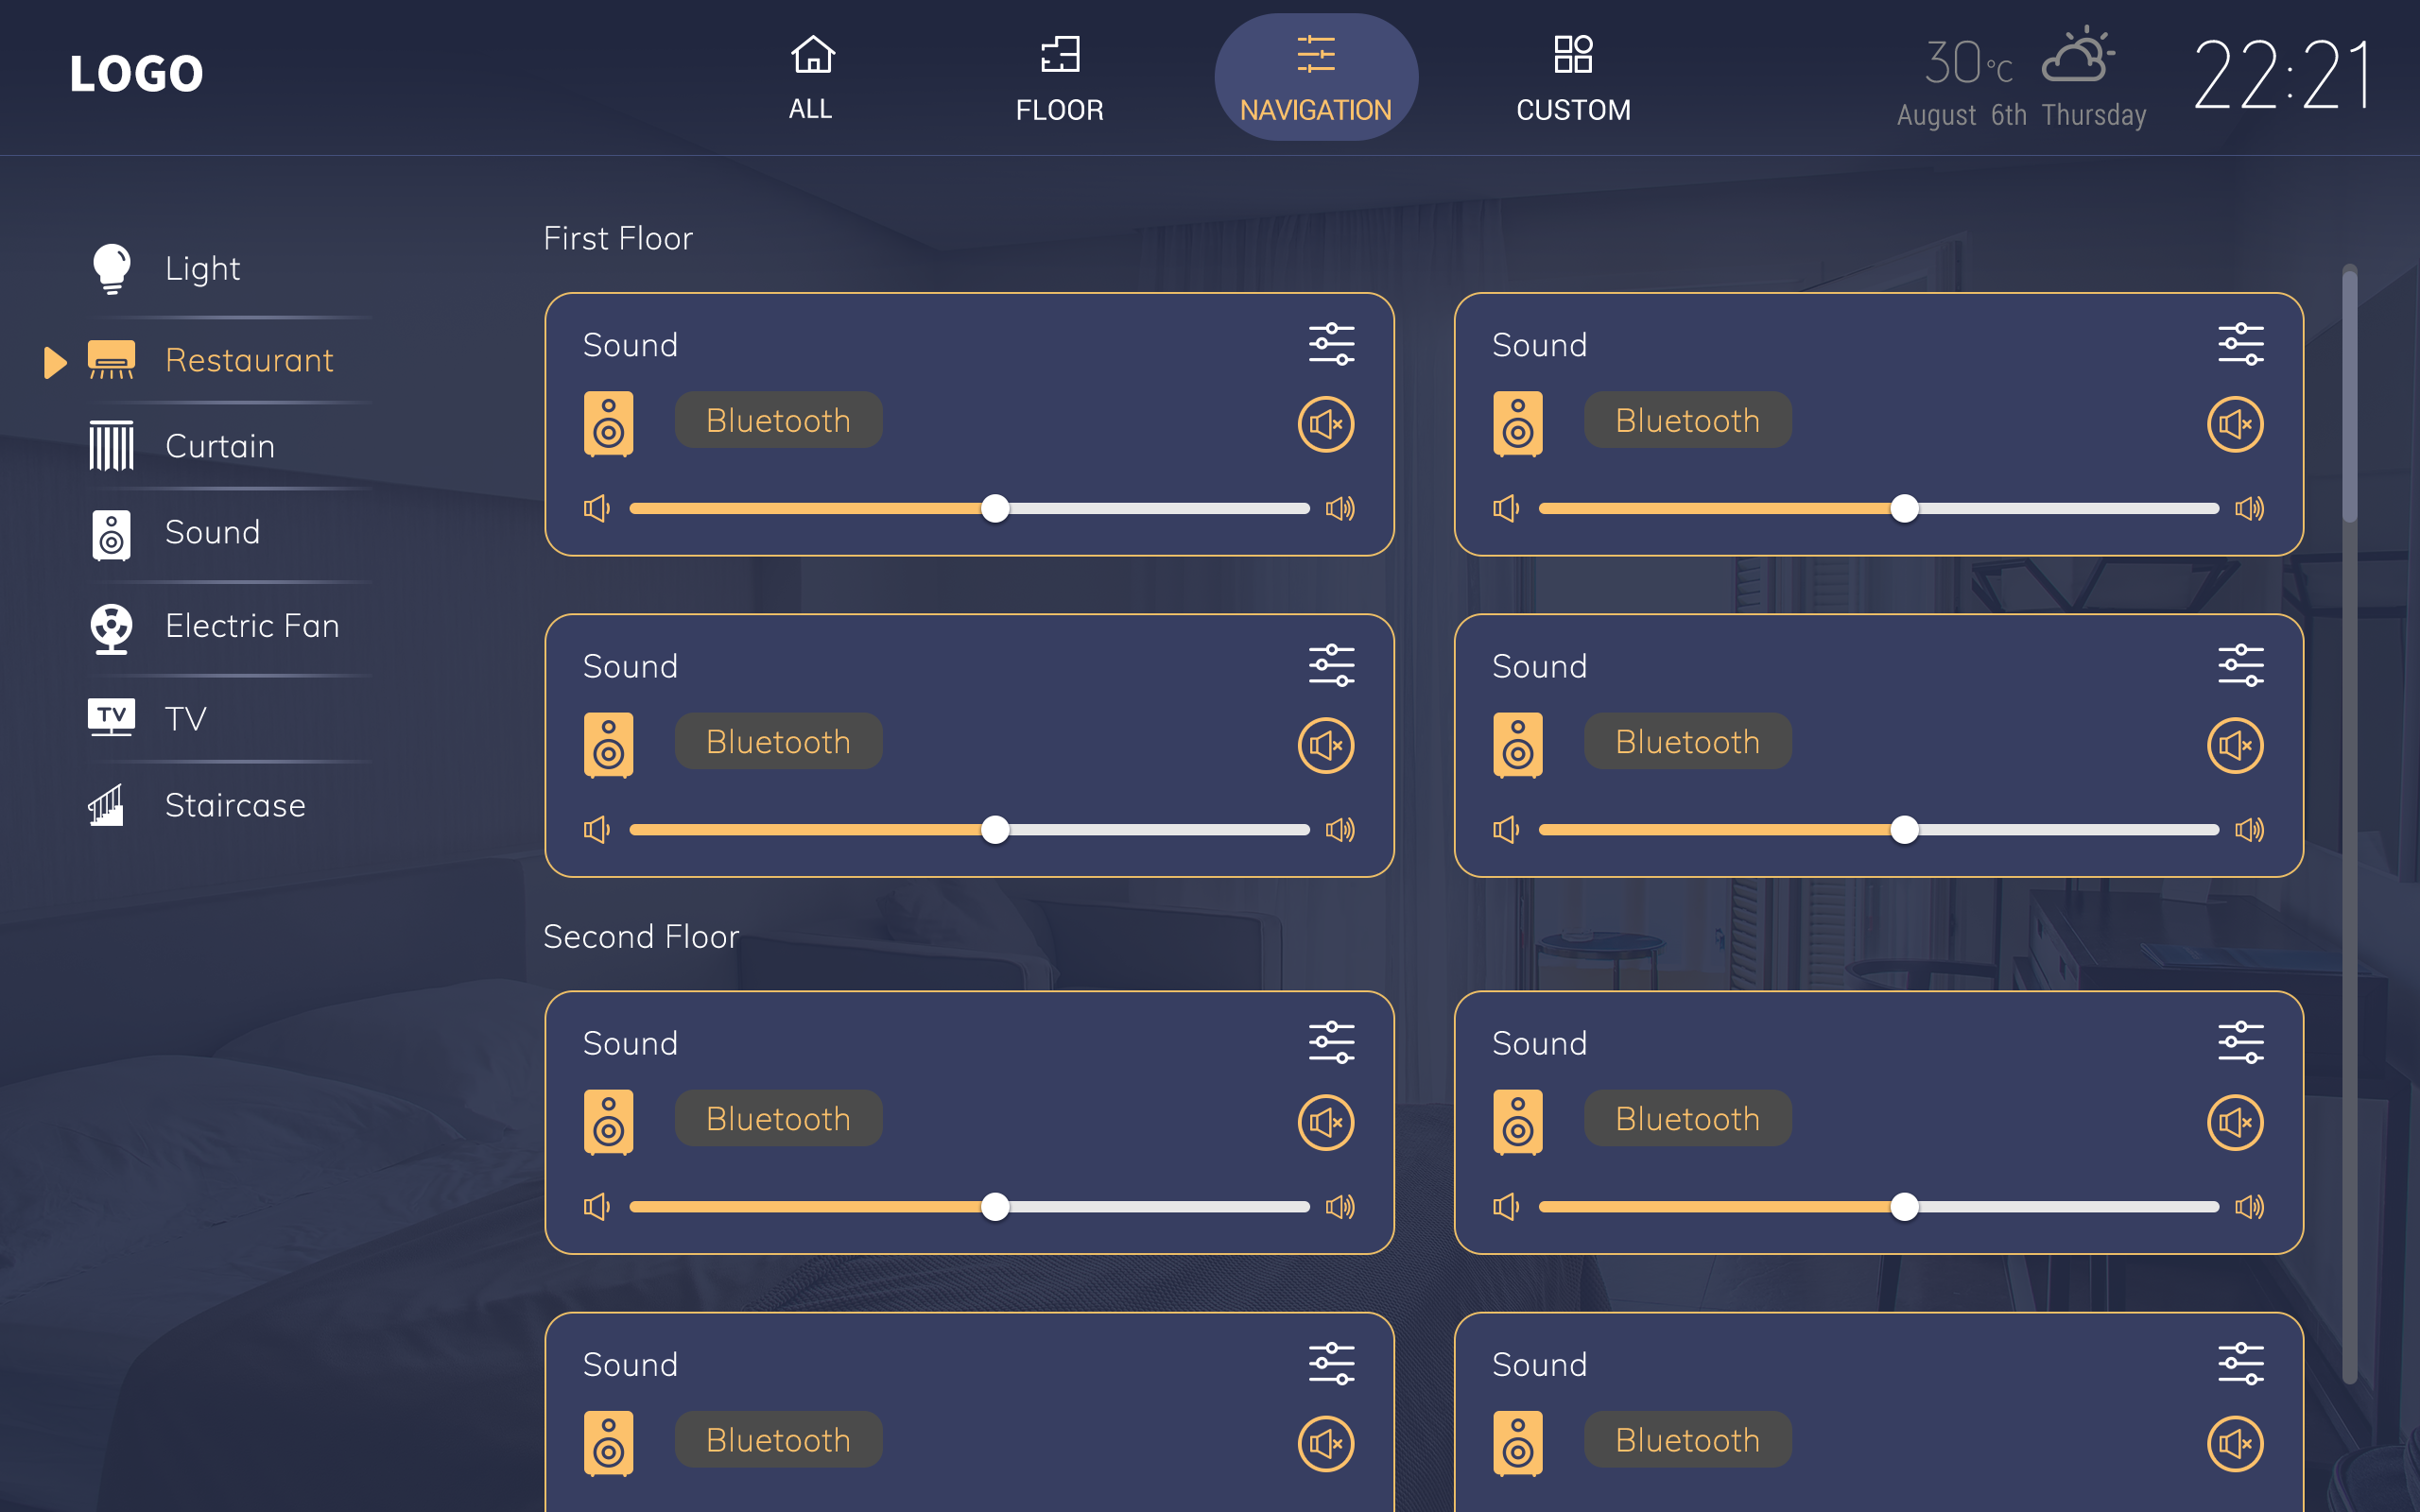 LOGO
ALL
FLOOR
NAVIGATION
CUSTOM
30°C
August 6th Thursday
22:21
Light
Restaurant
Curtain
Sound
Electric Fan
TV
TV
Staircase
First Floor
Sound
Bluetooth
Sound
Bluetooth
Sound
Bluetooth
Sound
Bluetooth
Second Floor
Sound
Bluetooth
Sound
Bluetooth
Sound
Bluetooth
Sound
Bluetooth